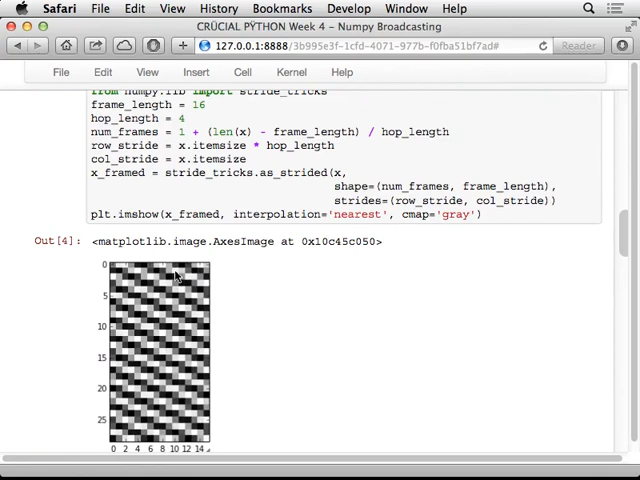 Safari File Edit View History Bookmarks Develop Window Help
CRÜCIAL PŸTHON Week 4 - Numpy Broadcasting
127.0.0.1:8888/3b995e3f-1cfd-4071-977b-f0fba51bf7ad# Reader
File Edit View Insert Cell Kernel Help
from numpy.lib import stride_tricks
frame_length = 16
hop_length = 4
num_frames = 1 + (len(x) - frame_length) / hop_length
row_stride = x.itemsize * hop_length
col_stride = x.itemsize
x_framed = stride_tricks.as_strided(x,
shape=(num_frames, frame_length),
strides=(row_stride, col_stride))
plt.imshow(x_framed, interpolation='nearest', cmap='gray')
Out[4]: <matplotlib.image.AxesImage at 0x10c45c050>
0
5
10
15
20
25
0 2 4 6 8 10 12 14